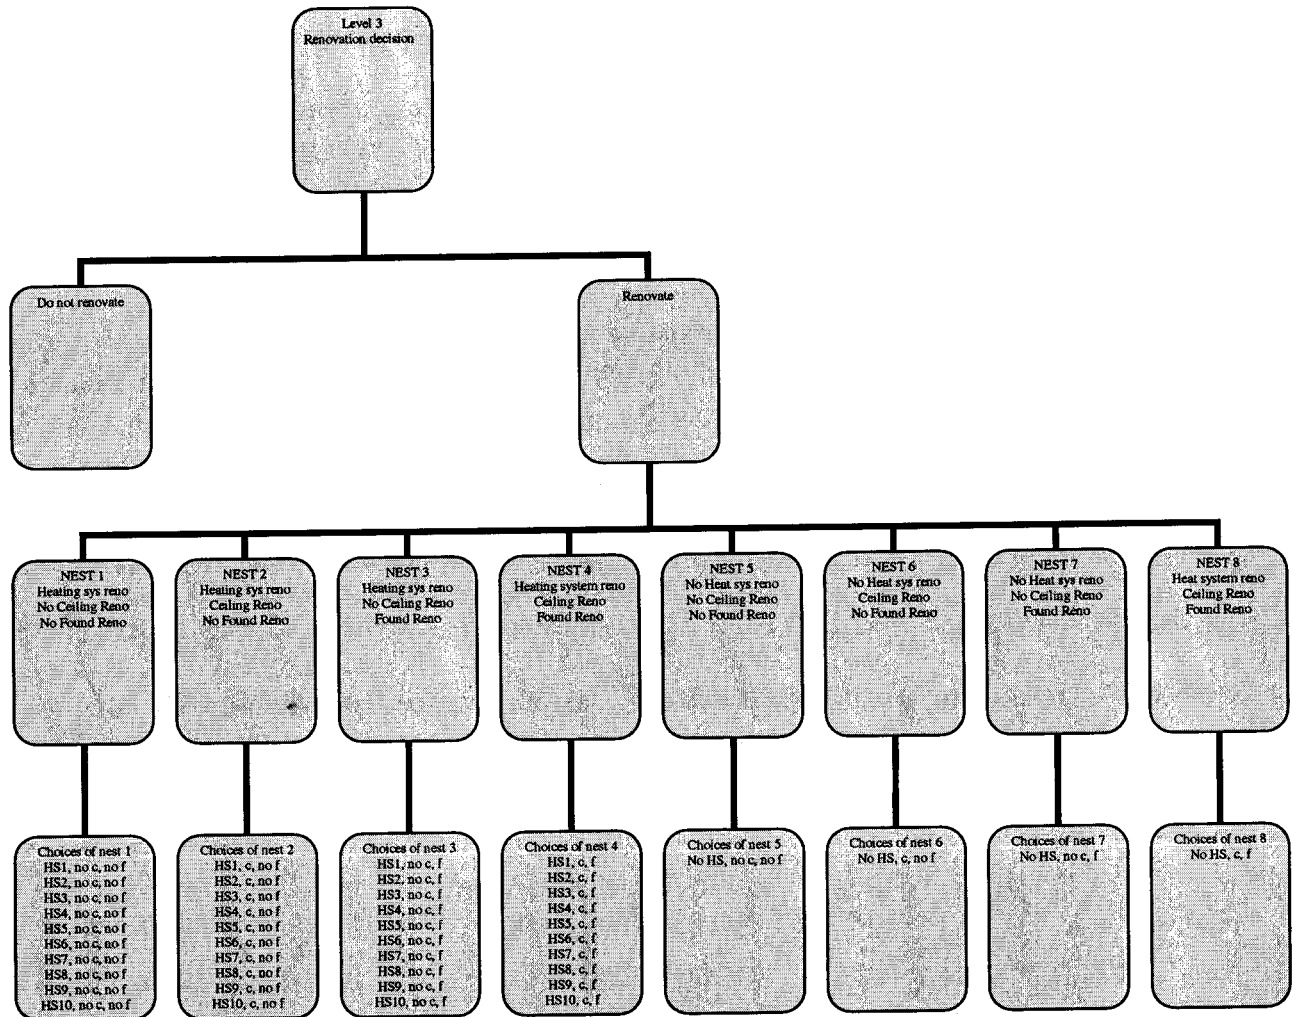 Level 3
Renovation decision
Do not renovate
Renovate
NEST 1
Heating sys reno
No Ceiling Reno
No Found Reno
NEST 2
Heating sys reno
Ceiling Reno
No Found Reno
NEST 3
Heating sys reno
No Ceiling Reno
Found Reno
NEST 4
Heating system reno
Ceiling Reno
Found Reno
NEST 5
No Heat sys reno
No Ceiling Reno
No Found Reno
NEST 6
No Heat sys reno
Ceiling Reno
No Found Reno
NEST 7
No Heat sys reno
No Ceiling Reno
Found Reno
NEST 8
Heat system reno
Ceiling Reno
Found Reno
Choices of nest 1
HS1, no c, no f
HS2, no c, no f
HS3, no c, no f
HS4, no c, no f
HS5, no c, no f
HS6, no c, no f
HS7, no c, no f
HS8, no c, no f
HS9, no c, no f
HS10, no c, no f
Choices of nest 2
HS1, c, no f
HS2, c, no f
HS3, c, no f
HS4, c, no f
HS5, c, no f
HS6, c, no f
HS7, c, no f
HS8, c, no f
HS9, c, no f
HS10, c, no f
Choices of nest 3
HS1, no c, f
HS2, no c, f
HS3, no c, f
HS4, no c, f
HS5, no c, f
HS6, no c, f
HS7, no c, f
HS8, no c, f
HS9, no c, f
HS10, no c, f
Choices of nest 4
HS1, c, f
HS2, c, f
HS3, c, f
HS4, c, f
HS5, c, f
HS6, c, f
HS7, c, f
HS8, c, f
HS9, c, f
HS10, c, f
Choices of nest 5
No HS, no c, no f
Choices of nest 6
No HS, c, no f
Choices of nest 7
No HS, no c, f
Choices of nest 8
No HS, c, f